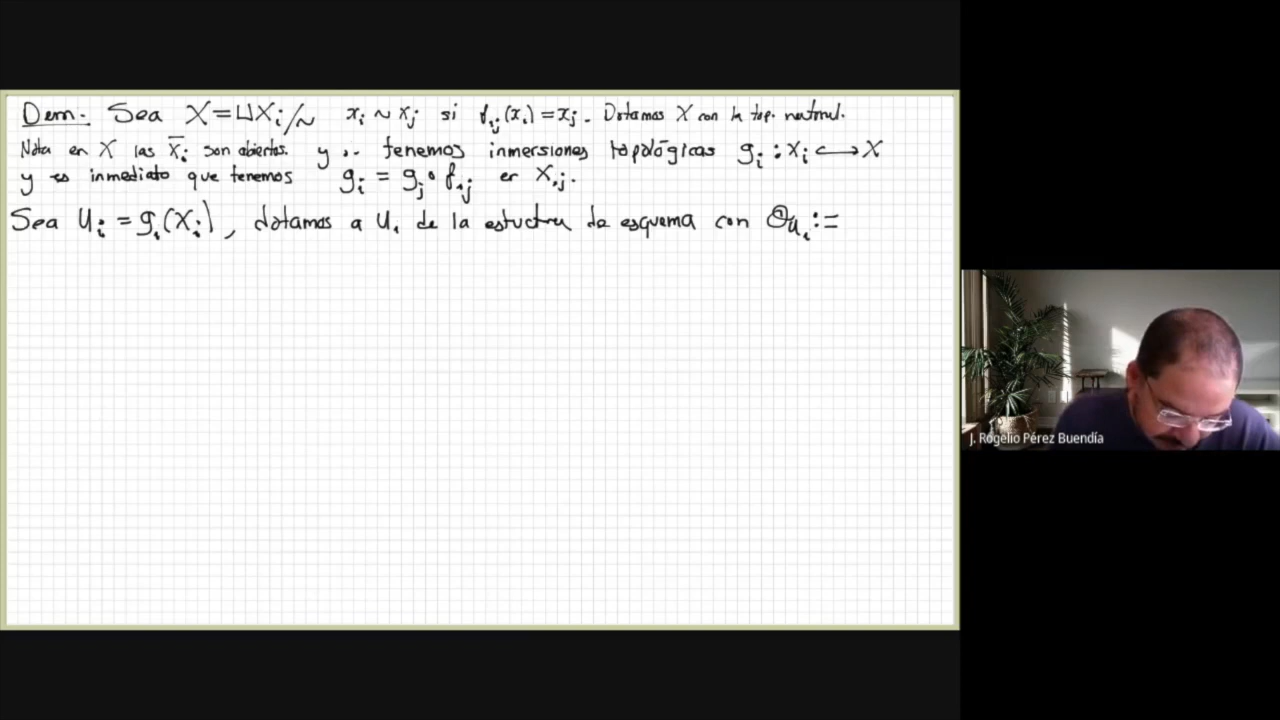 Dem.- Sea X = ⊔X_i/~ x_i ~ x_j si f_ij(x_i) = x_j. Dotamos X con la top. natural.
Nota en X las X̅_i son abiertos. y ∴ tenemos inmersiones topológicas g_i : X_i ↪ X
y es inmediato que tenemos g_i = g_j ∘ f_ij en X_ij.
Sea U_i = g_i(X_i), dotamos a U_i de la estuctura de esquema con O_{U_i} :=
J. Rogelio Pérez Buendía